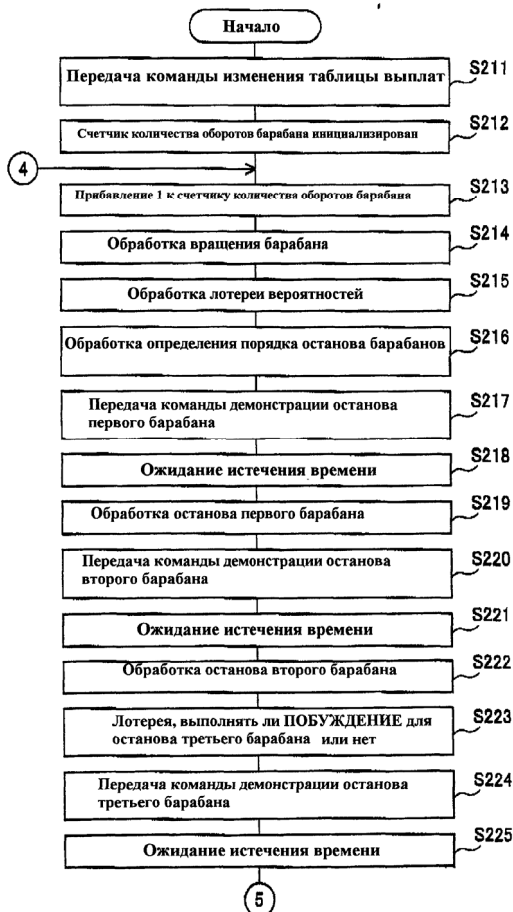 Начало
Передача команды изменения таблицы выплат
S211
Счетчик количества оборотов барабана инициализирован
S212
4
Прибавление 1 к счетчику количества оборотов барабана
S213
Обработка вращения барабана
S214
Обработка лотереи вероятностей
S215
Обработка определения порядка останова барабанов
S216
Передача команды демонстрации останова
первого барабана
S217
Ожидание истечения времени
S218
Обработка останова первого барабана
S219
Передача команды демонстрации останова
второго барабана
S220
Ожидание истечения времени
S221
Обработка останова второго барабана
S222
Лотерея, выполнять ли ПОБУЖДЕНИЕ для
останова третьего барабана или нет
S223
Передача команды демонстрации останова
третьего барабана
S224
Ожидание истечения времени
S225
5